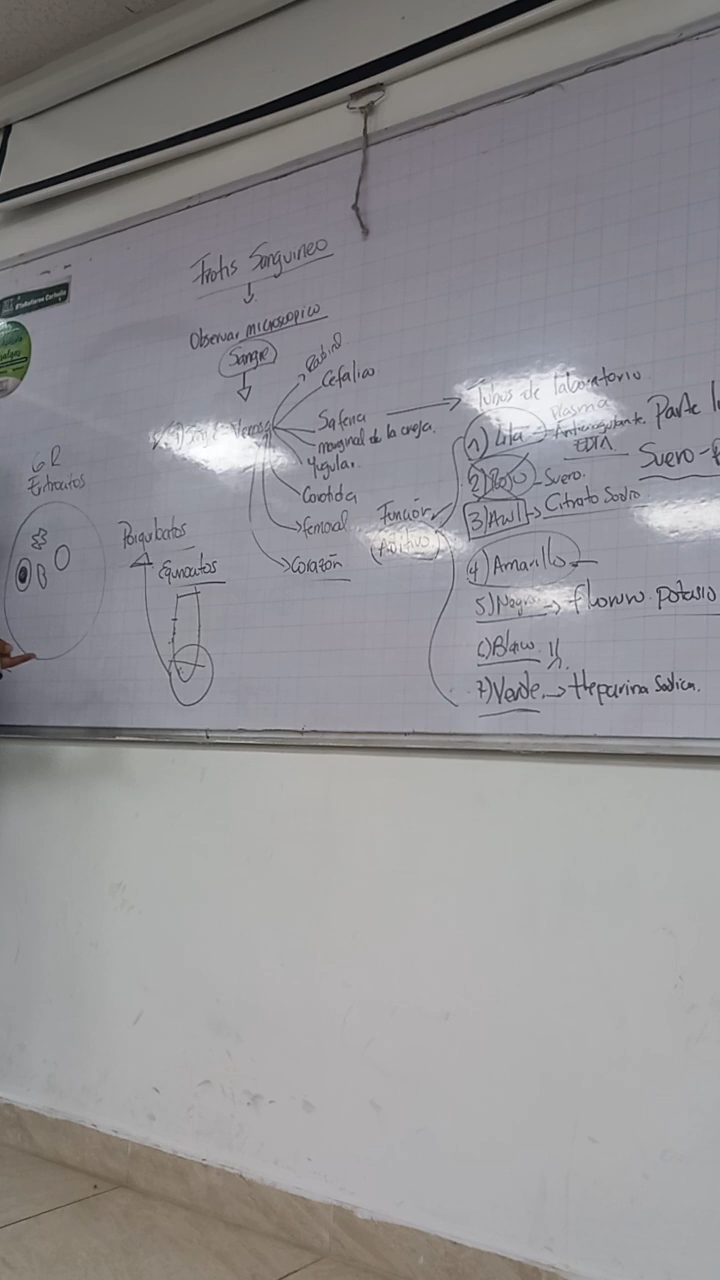 Frotis Sanguineo
Observar microscopico
Sangre
Cefalica
Safena
marginal de la oreja.
Yugular.
Carotida
femoral
Corazón
GR
Eritrocitos
Poiquilocitos
Equinocitos
Función
(Aditivo)
Tubos de laboratorio
1) Lila → Plasma
Anticoagulante.
EDTA
Parte
2) Rojo - Suero.
Suero -
3) Azul → Citrato Sodio
4) Amarillo -
5) Negro → floruro potasio
6) Blanco 11
7) Verde → Heparina Sodica.